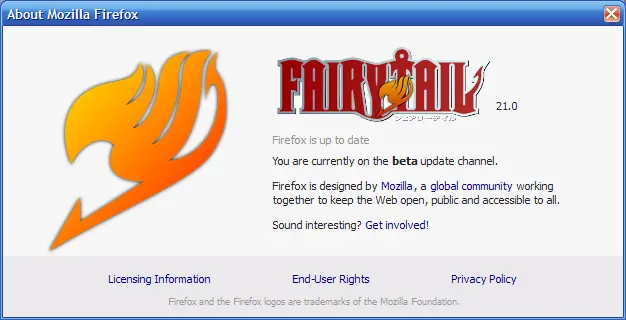 About Mozilla Firefox
FAIRY TAIL
フェアリーテイル
21.0
Firefox is up to date
You are currently on the beta update channel.
Firefox is designed by Mozilla, a global community working
together to keep the Web open, public and accessible to all.
Sound interesting? Get involved!
Licensing Information
End-User Rights
Privacy Policy
Firefox and the Firefox logos are trademarks of the Mozilla Foundation.